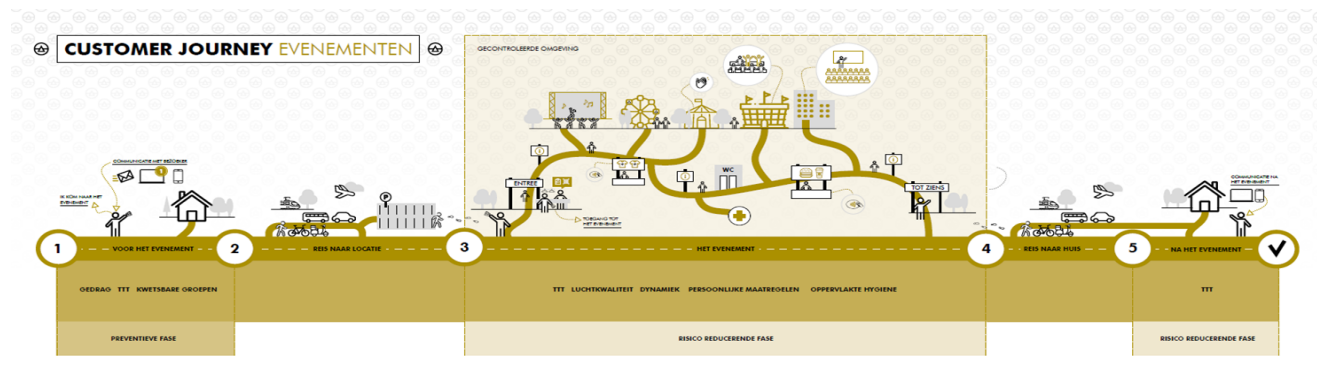 CUSTOMER JOURNEY EVENEMENTEN
GECONTROLEERDE OMGEVING
COMMUNICATIE MET BEZOEKER
1
IK KOM NAAR HET
EVENEMENT
P
ENTREE
TOEGANG TOT
HET EVENEMENT
WC
TOT ZIENS
COMMUNICATIE NA
HET EVENEMENT
1 VOOR HET EVENEMENT 2 REIS NAAR LOCATIE 3 HET EVENEMENT 4 REIS NAAR HUIS 5 NA HET EVENEMENT
GEDRAG TTT KWETSBARE GROEPEN
TTT LUCHTKWALITEIT DYNAMIEK PERSOONLIJKE MAATREGELEN OPPERVLAKTE HYGIENE
TTT
PREVENTIEVE FASE
RISICO REDUCERENDE FASE
RISICO REDUCERENDE FASE